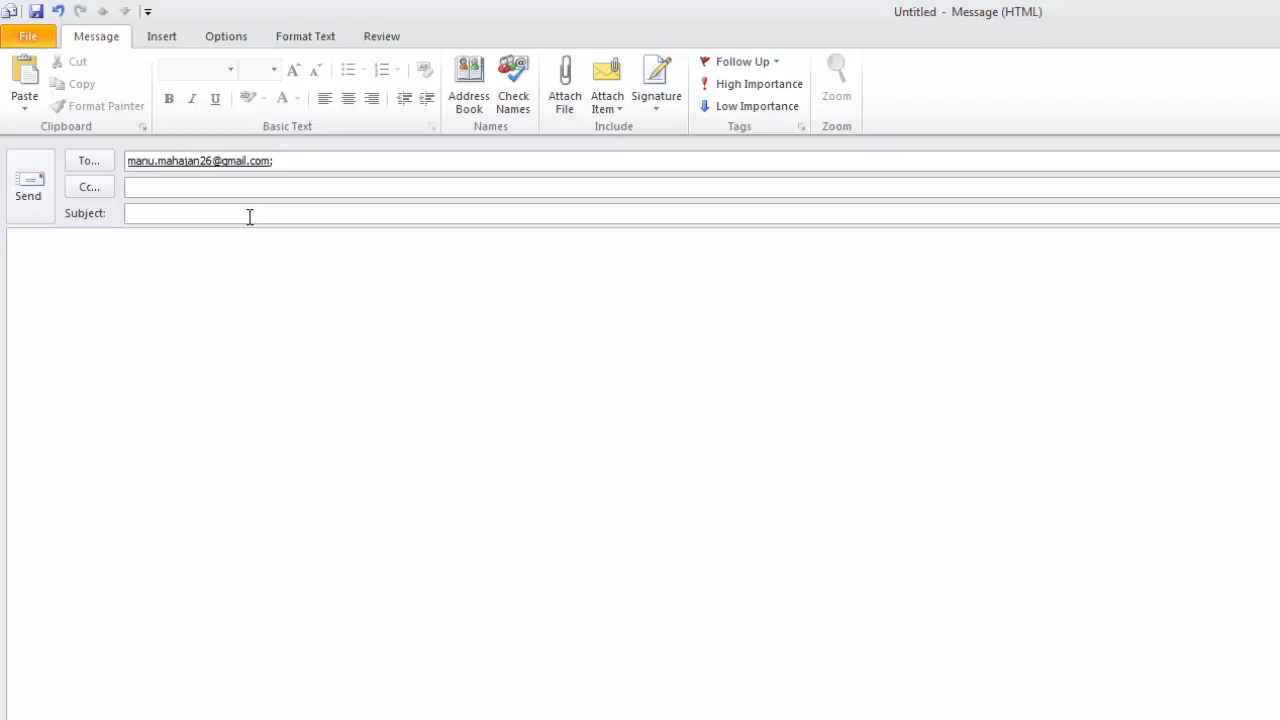 Untitled - Message (HTML)
File Message Insert Options Format Text Review
Paste
Cut
Copy
Format Painter
Clipboard
B I U
Basic Text
Address Book
Check Names
Names
Attach File
Attach Item
Signature
Include
Follow Up
High Importance
Low Importance
Tags
Zoom
Zoom
Send
To... manu.mahajan26@gmail.com;
Cc...
Subject: